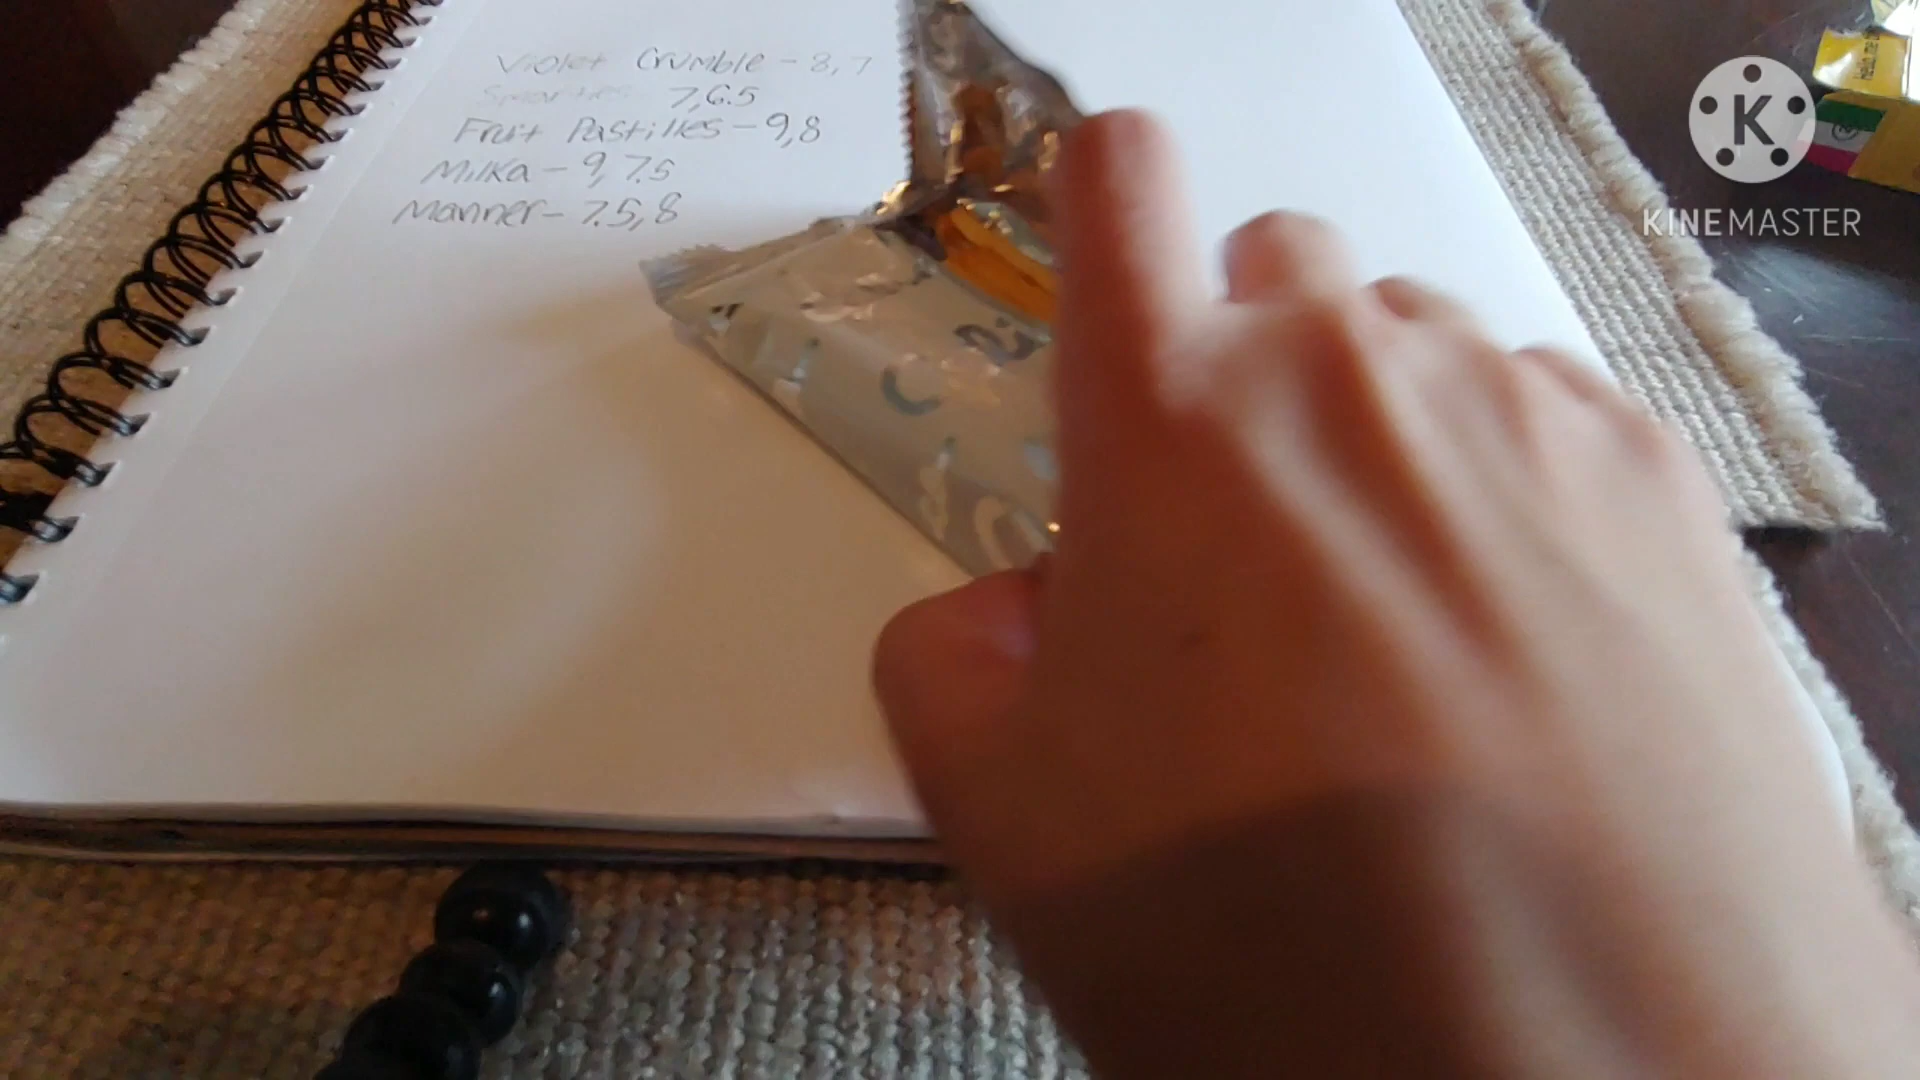 Violet Crumble - 8, 7
Smarties 7, 6.5
Fruit Pastilles - 9, 8
Milka - 9, 7.5
Manner - 7.5, 8
K
KINEMASTER